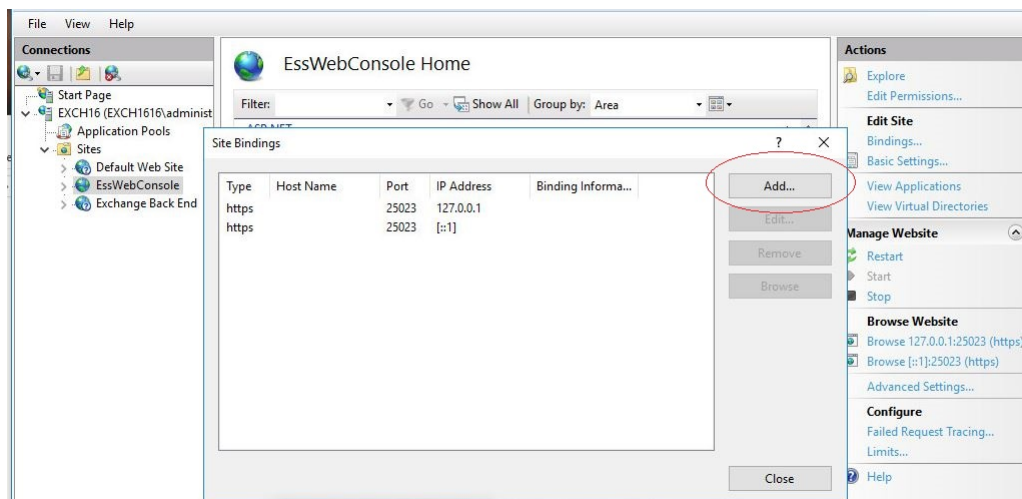 File View Help
Connections
Start Page
EXCH16 (EXCH1616\administ
Application Pools
Sites
Default Web Site
EssWebConsole
Exchange Back End
EssWebConsole Home
Filter:
Go
Show All
Group by: Area
ASP.NET
Site Bindings
? 
Type Host Name Port IP Address Binding Informa...
https 25023 127.0.0.1
https 25023 [::1]
Add...
Edit...
Remove
Browse
Close
Actions
Explore
Edit Permissions...
Edit Site
Bindings...
Basic Settings...
View Applications
View Virtual Directories
Manage Website
Restart
Start
Stop
Browse Website
Browse 127.0.0.1:25023 (https)
Browse [::1]:25023 (https)
Advanced Settings...
Configure
Failed Request Tracing...
Limits...
Help